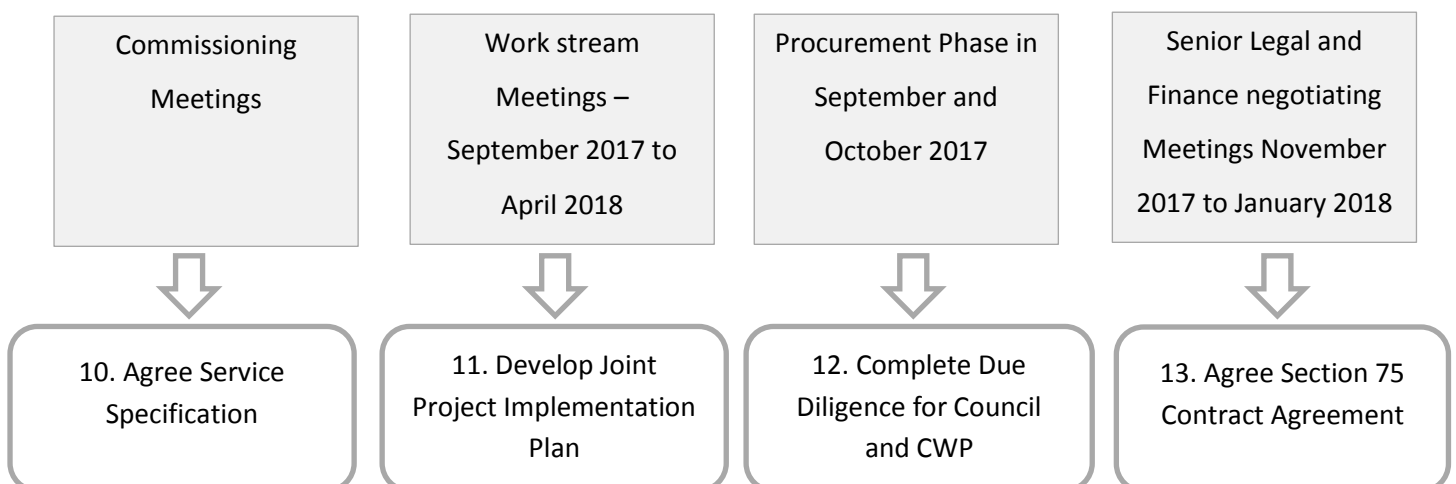 Commissioning
Meetings
Work stream
Meetings –
September 2017 to
April 2018
Procurement Phase in
September and
October 2017
Senior Legal and
Finance negotiating
Meetings November
2017 to January 2018
10. Agree Service
Specification
11. Develop Joint
Project Implementation
Plan
12. Complete Due
Diligence for Council
and CWP
13. Agree Section 75
Contract Agreement